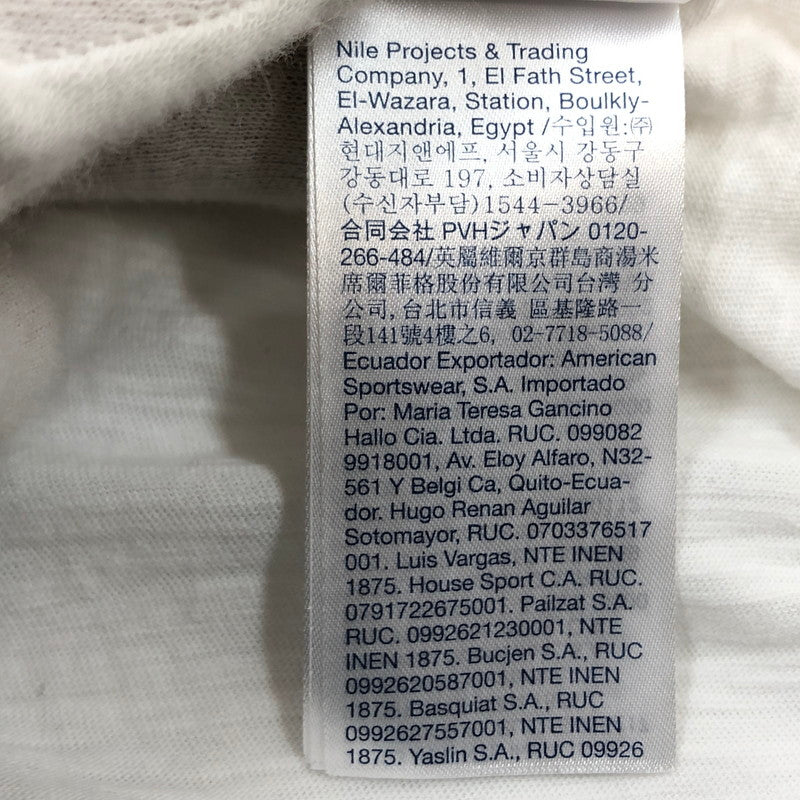 Nile Projects & Trading
Company, 1, El Fath Street,
El-Wazara, Station, Boulkly-
Alexandria, Egypt /수입원:㈜
현대지앤에프, 서울시 강동구
강동대로 197, 소비자상담실
(수신자부담)1544-3966/
合同会社 PVHジャパン 0120-
266-484/英屬維爾京群島商湯米
席爾菲格股份有限公司台灣 分
公司, 台北市信義 區基隆路一
段141號4樓之6, 02-7718-5088/
Ecuador Exportador: American
Sportswear, S.A. Importado
Por: Maria Teresa Gancino
Hallo Cia. Ltda. RUC. 099082
9918001, Av. Eloy Alfaro, N32-
561 Y Belgi Ca, Quito-Ecua-
dor. Hugo Renan Aguilar
Sotomayor, RUC. 0703376517
001. Luis Vargas, NTE INEN
1875. House Sport C.A. RUC.
0791722675001. Pailzat S.A.
RUC. 0992621230001, NTE
INEN 1875. Bucjen S.A., RUC
0992620587001, NTE INEN
1875. Basquiat S.A., RUC
0992627557001, NTE INEN
1875. Yaslin S.A., RUC 09926